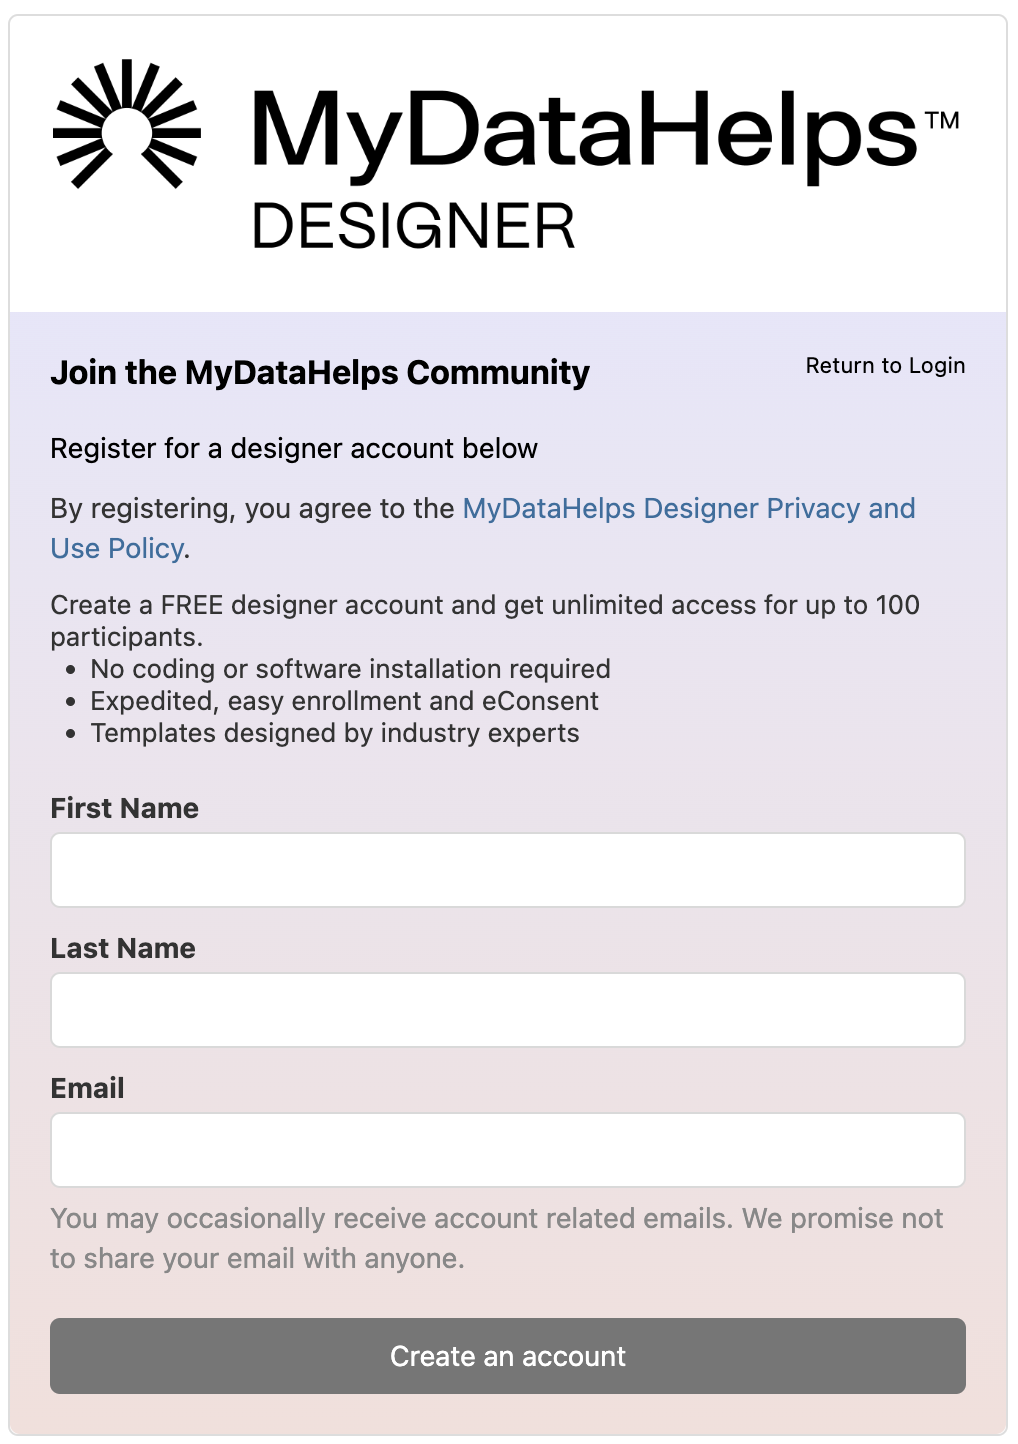 MyDataHelps™
DESIGNER
Join the MyDataHelps Community
Return to Login
Register for a designer account below
By registering, you agree to the MyDataHelps Designer Privacy and
Use Policy.
Create a FREE designer account and get unlimited access for up to 100
participants.
• No coding or software installation required
• Expedited, easy enrollment and eConsent
• Templates designed by industry experts
First Name
Last Name
Email
You may occasionally receive account related emails. We promise not
to share your email with anyone.
Create an account